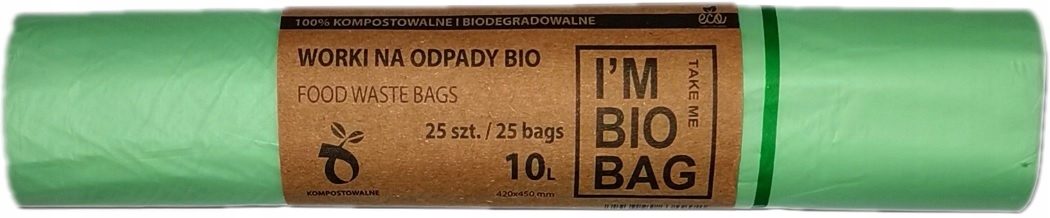 100% KOMPOSTOWALNE I BIODEGRADOWALNE
eco
WORKI NA ODPADY BIO
FOOD WASTE BAGS
25 szt. / 25 bags
10L
420x450 mm
KOMPOSTOWALNE
I'M
BIO
BAG
TAKE ME